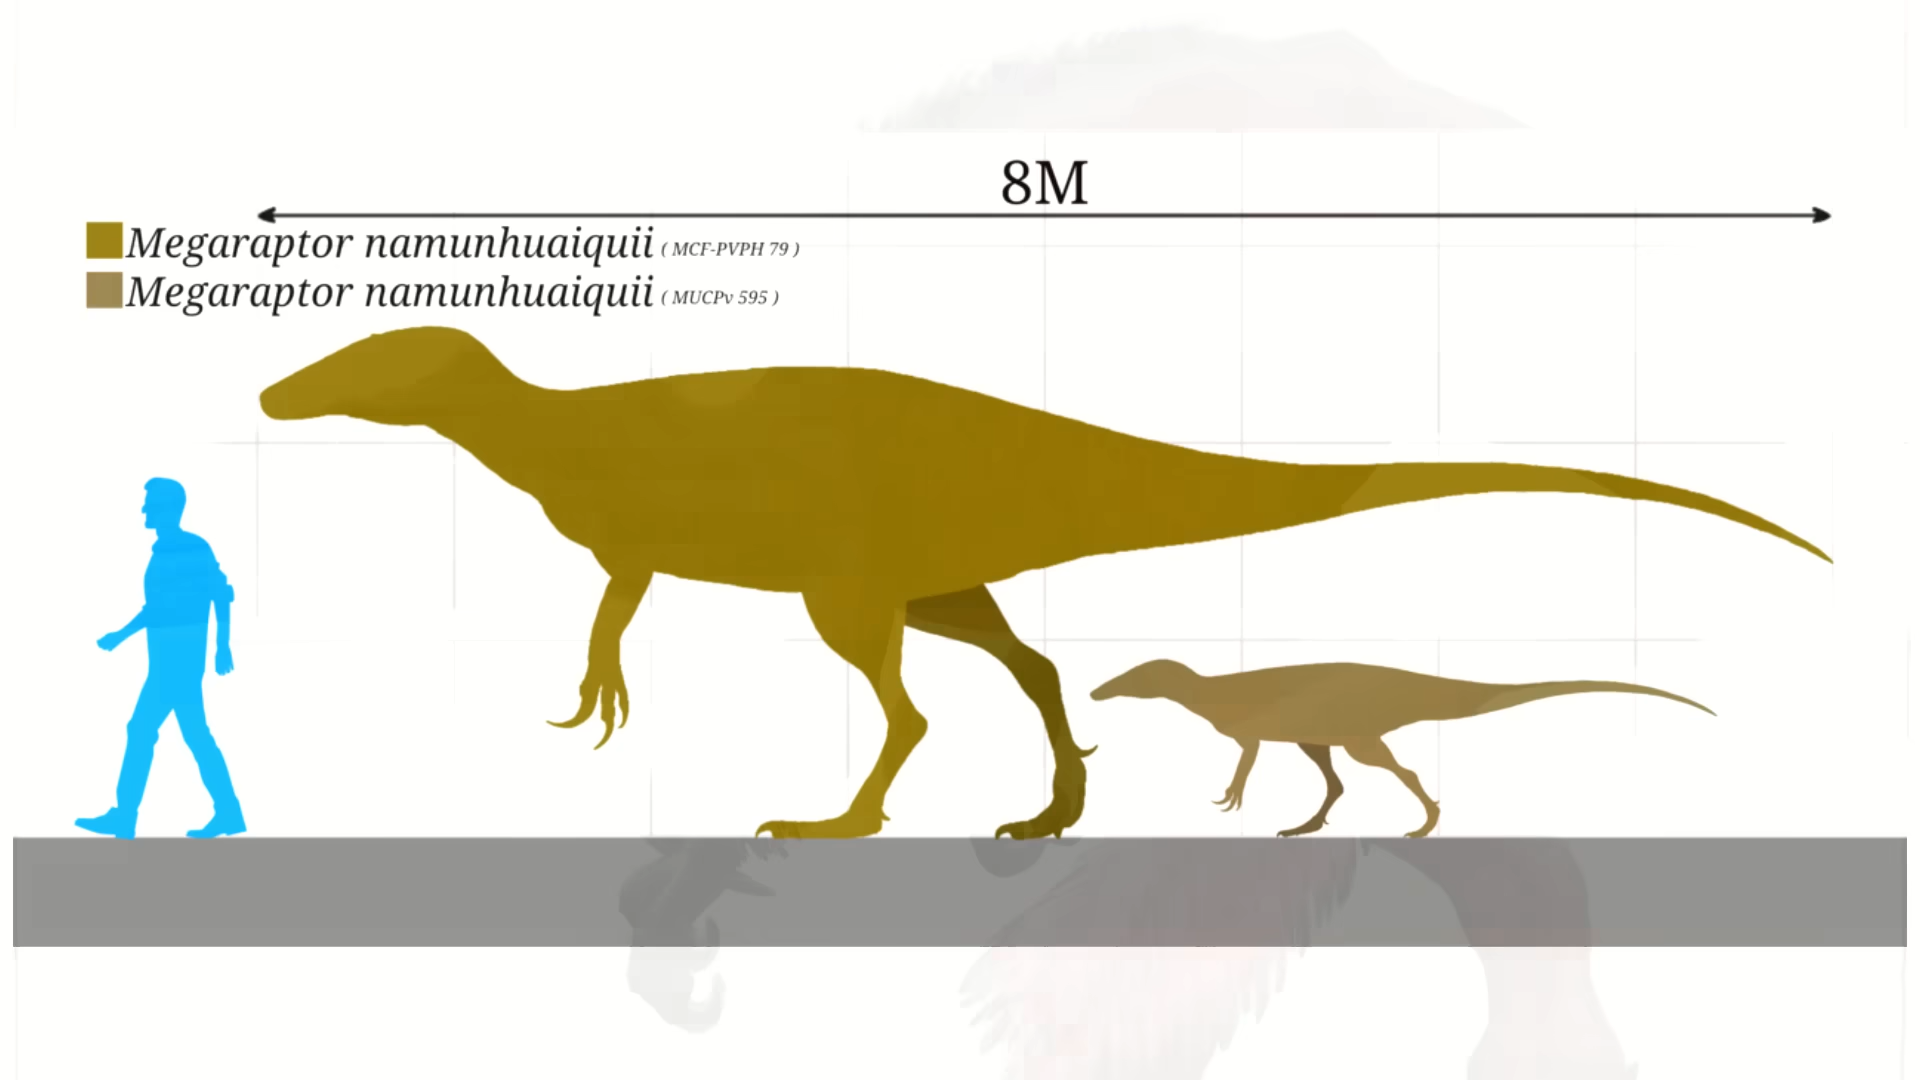 8M
Megaraptor namunhuaiquii ( MCF-PVPH 79 )
Megaraptor namunhuaiquii ( MUCPv 595 )